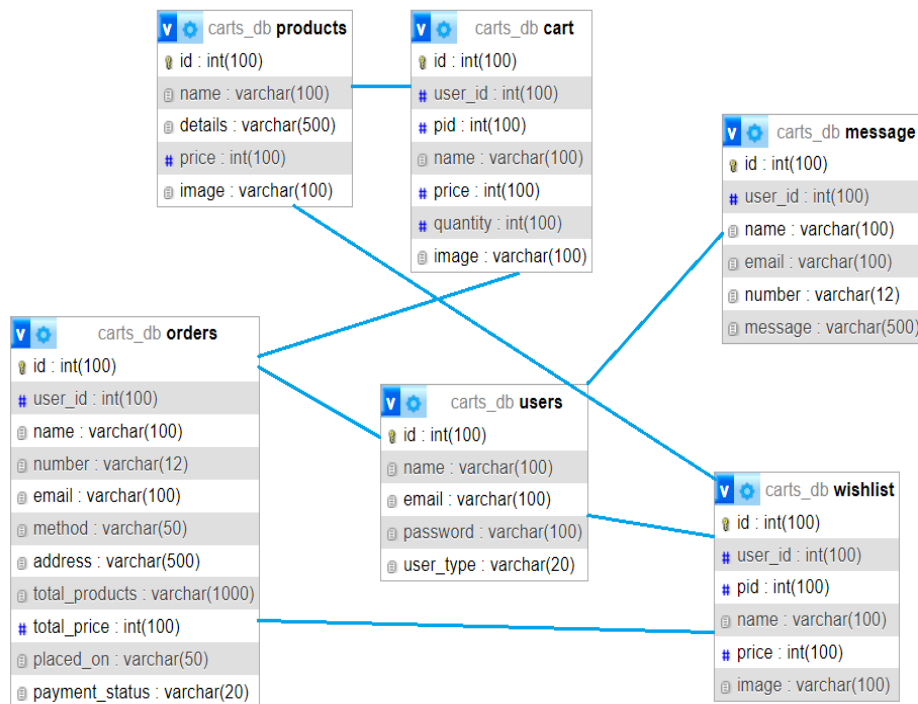 v carts_db products
id : int(100)
name : varchar(100)
details : varchar(500)
# price : int(100)
image : varchar(100)
v carts_db cart
id : int(100)
# user_id : int(100)
# pid : int(100)
name : varchar(100)
# price : int(100)
# quantity : int(100)
image : varchar(100)
v carts_db message
id : int(100)
# user_id : int(100)
name : varchar(100)
email : varchar(100)
number : varchar(12)
message : varchar(500)
v carts_db orders
id : int(100)
# user_id : int(100)
name : varchar(100)
number : varchar(12)
email : varchar(100)
method : varchar(50)
address : varchar(500)
total_products : varchar(1000)
# total_price : int(100)
placed_on : varchar(50)
payment_status : varchar(20)
v carts_db users
id : int(100)
name : varchar(100)
email : varchar(100)
password : varchar(100)
user_type : varchar(20)
v carts_db wishlist
id : int(100)
# user_id : int(100)
# pid : int(100)
name : varchar(100)
# price : int(100)
image : varchar(100)